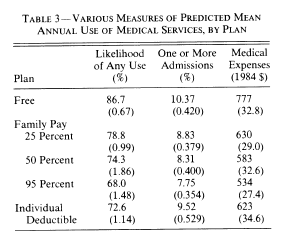 TABLE 3—VARIOUS MEASURES OF PREDICTED MEAN
ANNUAL USE OF MEDICAL SERVICES, BY PLAN
Likelihood One or More Medical
of Any Use Admissions Expenses
Plan (%) (%) (1984 $)
Free 86.7 10.37 777
(0.67) (0.420) (32.8)
Family Pay
25 Percent 78.8 8.83 630
(0.99) (0.379) (29.0)
50 Percent 74.3 8.31 583
(1.86) (0.400) (32.6)
95 Percent 68.0 7.75 534
(1.48) (0.354) (27.4)
Individual 72.6 9.52 623
Deductible (1.14) (0.529) (34.6)